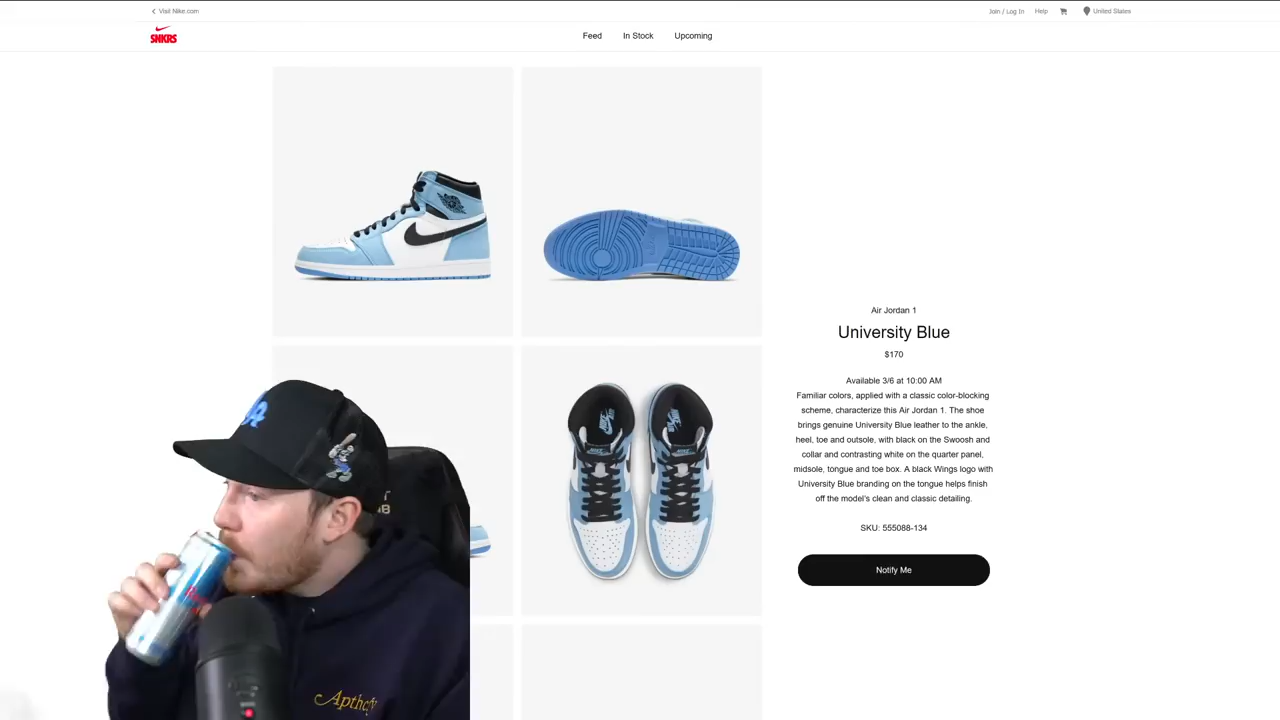 Visit Nike.com
Join / Log In
Help
United States
SNKRS
Feed
In Stock
Upcoming
Air Jordan 1
University Blue
$170
Available 3/6 at 10:00 AM
Familiar colors, applied with a classic color-blocking
scheme, characterize this Air Jordan 1. The shoe
brings genuine University Blue leather to the ankle,
heel, toe and outsole, with black on the Swoosh and
collar and contrasting white on the quarter panel,
midsole, tongue and toe box. A black Wings logo with
University Blue branding on the tongue helps finish
off the model's clean and classic detailing.
SKU: 555088-134
Notify Me